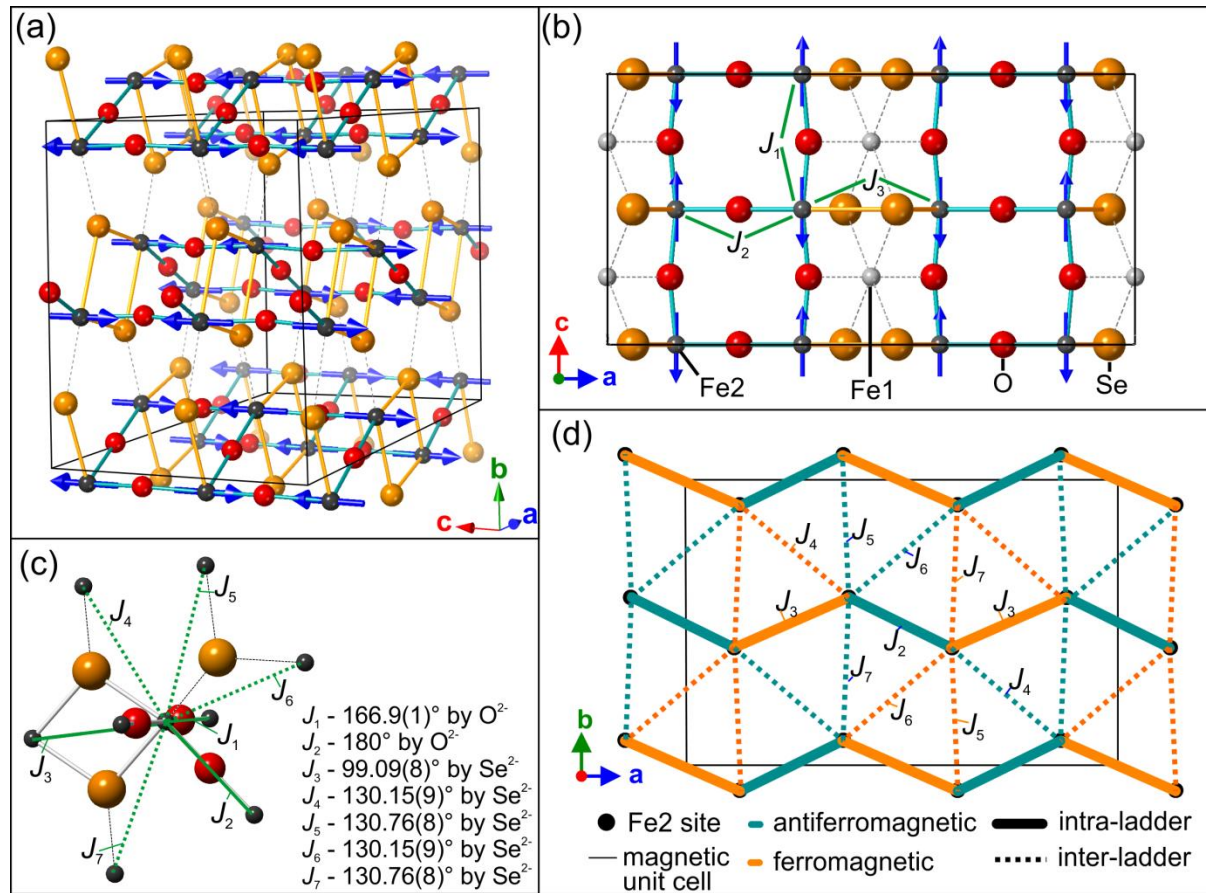 (a)
b
c
a
(b)
J1
J3
J2
c
a
Fe2
Fe1
O
Se
(c)
J5
J4
J6
J1
J3
J2
J7
J1 - 166.9(1)° by O2-
J2 - 180° by O2-
J3 - 99.09(8)° by Se2-
J4 - 130.15(9)° by Se2-
J5 - 130.76(8)° by Se2-
J6 - 130.15(9)° by Se2-
J7 - 130.76(8)° by Se2-
(d)
J4
J5
J6
J7
J3
J3
J2
J7
J4
J6
J5
b
a
Fe2 site
antiferromagnetic
intra-ladder
magnetic
unit cell
ferromagnetic
inter-ladder